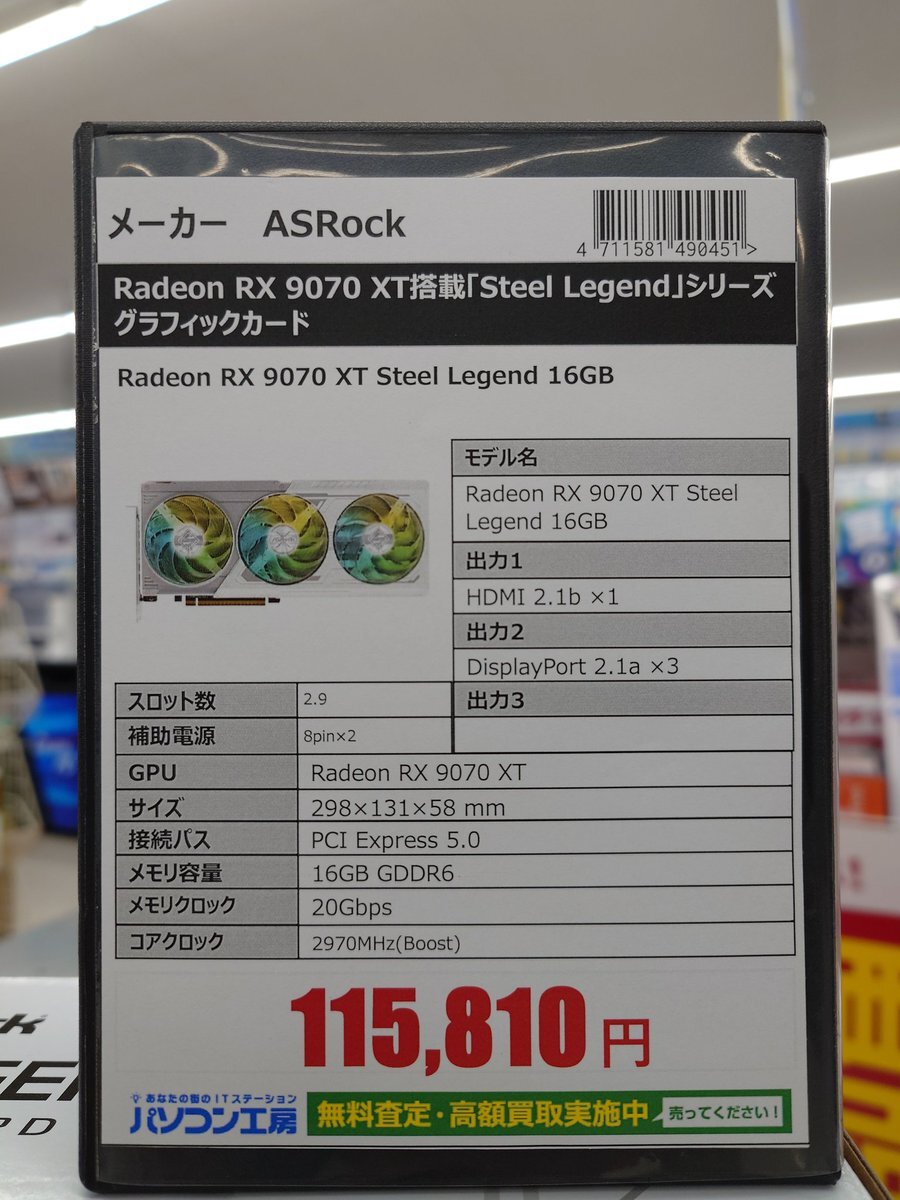 メーカー ASRock
4 711581 490451 >
Radeon RX 9070 XT搭載「Steel Legend」シリーズ
グラフィックカード
Radeon RX 9070 XT Steel Legend 16GB
モデル名
Radeon RX 9070 XT Steel
Legend 16GB
出力1
HDMI 2.1b ×1
出力2
DisplayPort 2.1a ×3
出力3
スロット数 2.9
補助電源 8pin×2
GPU Radeon RX 9070 XT
サイズ 298×131×58 mm
接続バス PCI Express 5.0
メモリ容量 16GB GDDR6
メモリクロック 20Gbps
コアクロック 2970MHz(Boost)
115,810円
あなたの街のITステーション
パソコン工房
無料査定・高額買取実施中
売ってください!